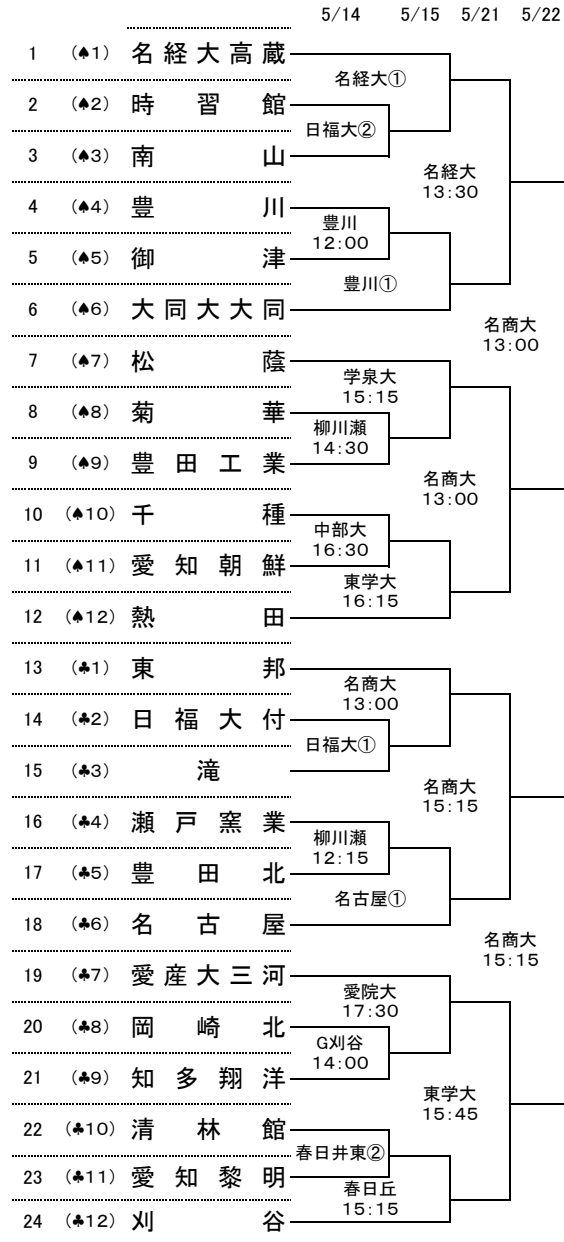 5/14 5/15 5/21 5/22
1 (♠1) 名経大高蔵
名経大①
2 (♠2) 時習館
日福大②
3 (♠3) 南山
名経大
13:30
4 (♠4) 豊川
豊川
12:00
5 (♠5) 御津
豊川①
6 (♠6) 大同大大同
名商大
13:00
7 (♠7) 松蔭
学泉大
15:15
8 (♠8) 菊華
柳川瀬
14:30
9 (♠9) 豊田工業
名商大
13:00
10 (♠10) 千種
中部大
16:30
11 (♠11) 愛知朝鮮
東学大
16:15
12 (♠12) 熱田
13 (♣1) 東邦
名商大
13:00
14 (♣2) 日福大付
日福大①
15 (♣3) 滝
名商大
15:15
16 (♣4) 瀬戸窯業
柳川瀬
12:15
17 (♣5) 豊田北
名古屋①
18 (♣6) 名古屋
名商大
15:15
19 (♣7) 愛産大三河
愛院大
17:30
20 (♣8) 岡崎北
G刈谷
14:00
21 (♣9) 知多翔洋
東学大
15:45
22 (♣10) 清林館
春日井東②
23 (♣11) 愛知黎明
春日丘
15:15
24 (♣12) 刈谷